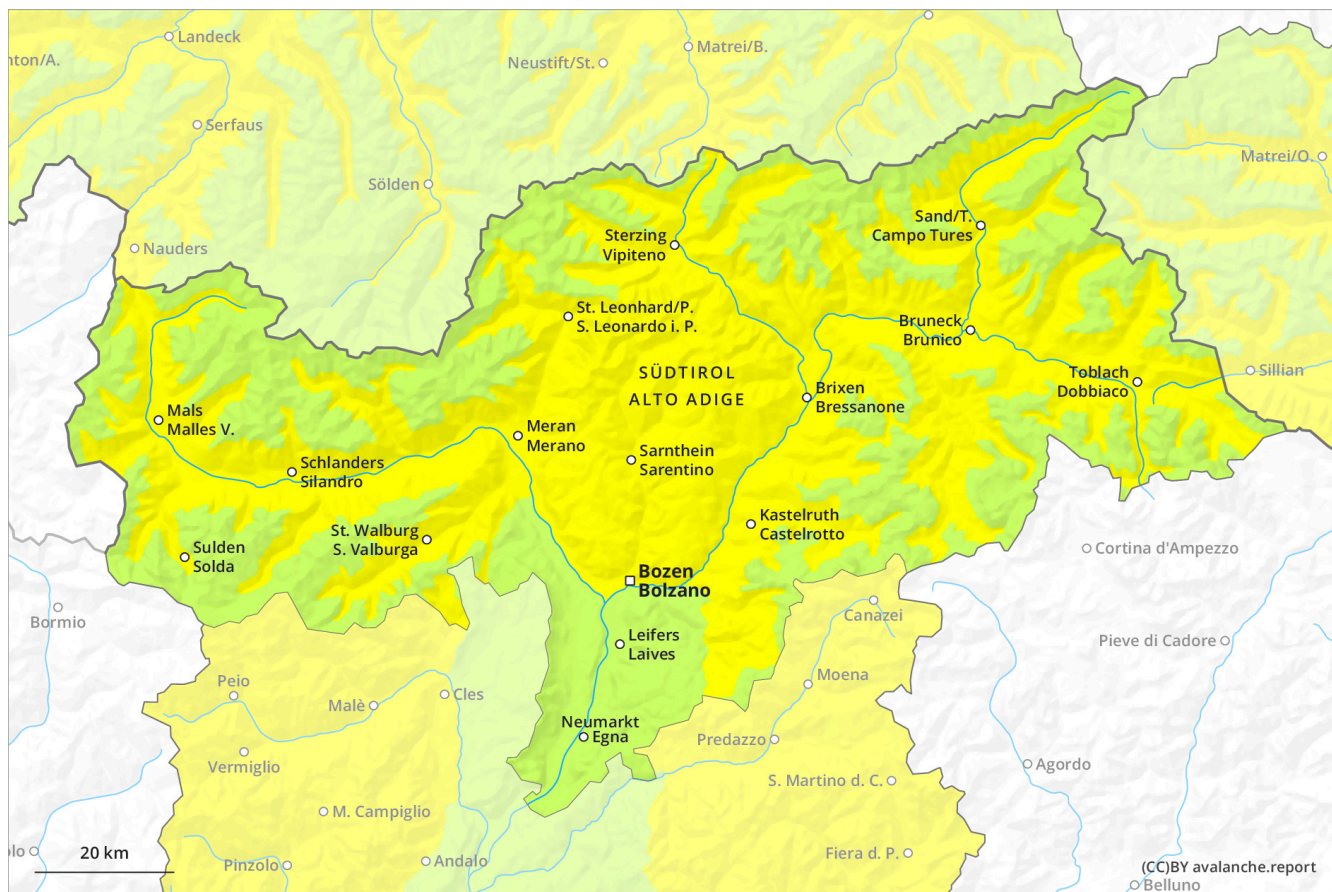 Landeck
nton/A.
Matrei/B.
Neustift/St.
Serfaus
Matrei/O.
Sölden
Sand/T.
Campo Tures
Sterzing
Vipiteno
Nauders
St. Leonhard/P.
S. Leonardo i. P.
Bruneck
Brunico
SÜDTIROL
ALTO ADIGE
Toblach
Dobbiaco
Sillian
Brixen
Bressanone
Mals
Malles V.
Meran
Merano
Schlanders
Silandro
Sarnthein
Sarentino
Kastelruth
Castelrotto
St. Walburg
S. Valburga
Sulden
Solda
Cortina d'Ampezzo
Bozen
Bolzano
Bormio
Canazei
Leifers
Laives
Pieve di Cadore
Peio
Moena
Malè
Cles
Neumarkt
Egna
Predazzo
Vermiglio
Agordo
S. Martino d. C.
M. Campiglio
olo
20 km
Pinzolo
Andalo
Fiera d. P.
(CC)BY avalanche.report
Belluno